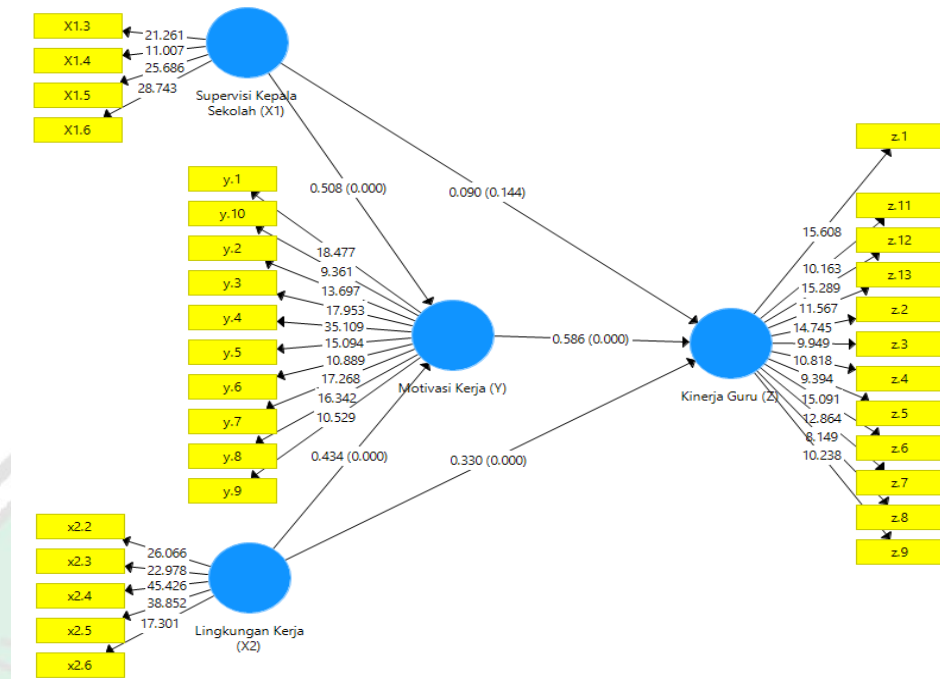 X1.3
X1.4
X1.5
X1.6
21.261
11.007
25.686
28.743
Supervisi Kepala
Sekolah (X1)
0.508 (0.000)
0.090 (0.144)
y.1
y.10
y.2
y.3
y.4
y.5
y.6
y.7
y.8
y.9
18.477
9.361
13.697
17.953
35.109
15.094
10.889
17.268
16.342
10.529
Motivasi Kerja (Y)
0.586 (0.000)
0.434 (0.000)
0.330 (0.000)
x2.2
x2.3
x2.4
x2.5
x2.6
26.066
22.978
45.426
38.852
17.301
Lingkungan Kerja
(X2)
Kinerja Guru (Z)
15.608
10.163
15.289
11.567
14.745
9.949
10.818
9.394
15.091
12.864
8.149
10.238
z.1
z.11
z.12
z.13
z.2
z.3
z.4
z.5
z.6
z.7
z.8
z.9